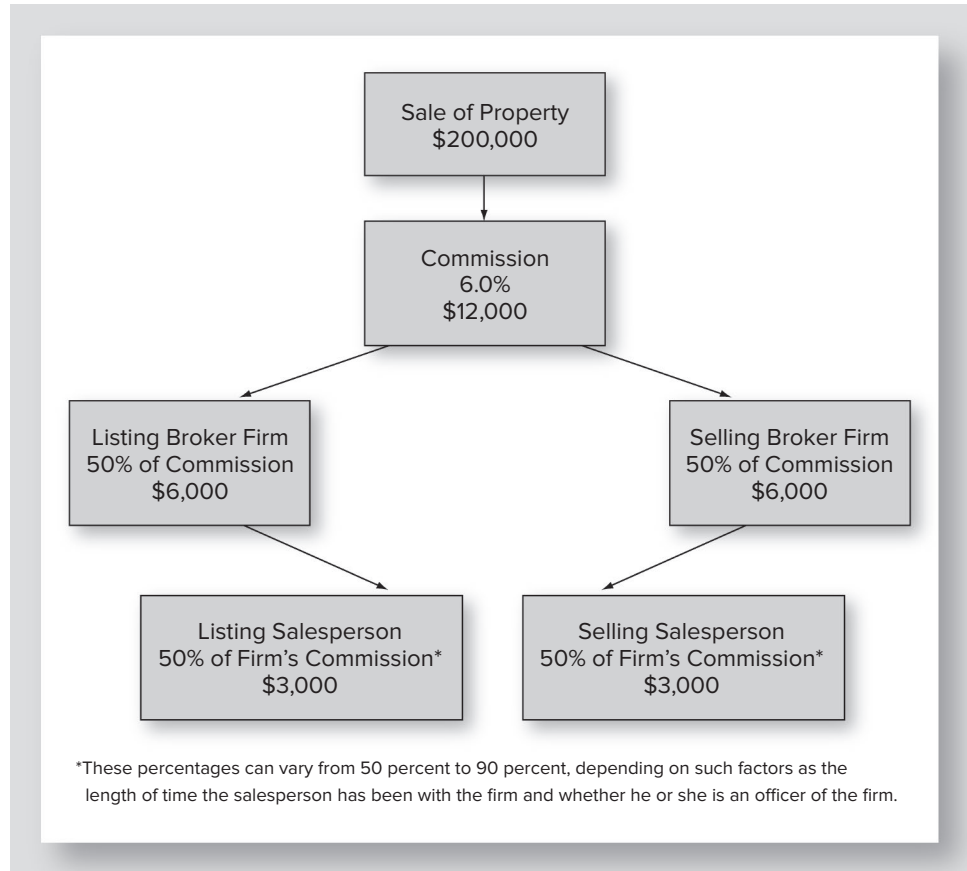 Sale of Property
$200,000
Commission
6.0%
$12,000
Listing Broker Firm
50% of Commission
$6,000
Selling Broker Firm
50% of Commission
$6,000
Listing Salesperson
50% of Firm’s Commission*
$3,000
Selling Salesperson
50% of Firm’s Commission*
$3,000
*These percentages can vary from 50 percent to 90 percent, depending on such factors as the
length of time the salesperson has been with the firm and whether he or she is an officer of the firm.